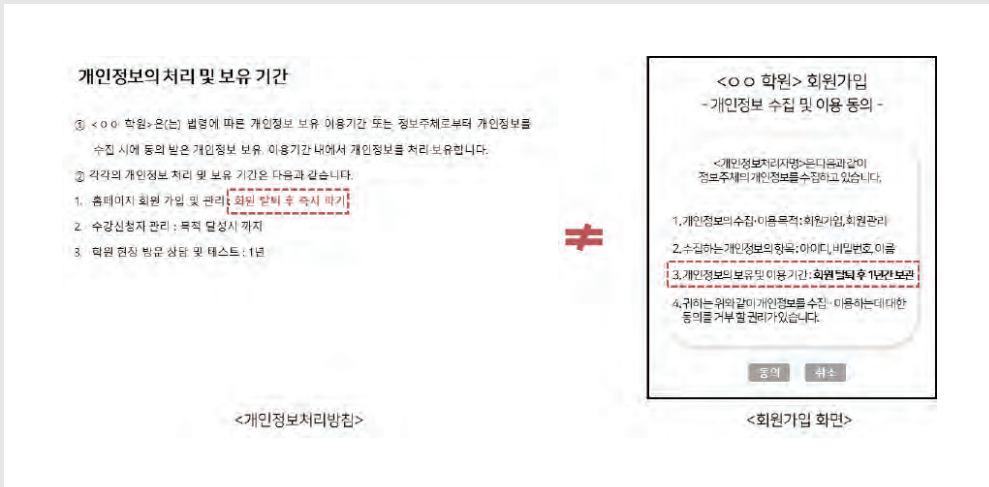 개인정보의 처리 및 보유 기간
① <ㅇㅇ 학원>은(는) 법령에 따른 개인정보 보유 이용기간 또는 정보주체로부터 개인정보를
수집 시에 동의 받은 개인정보 보유. 이용기간 내에서 개인정보를 처리·보유합니다.
② 각각의 개인정보 처리 및 보유 기간은 다음과 같습니다.
1. 홈페이지 회원 가입 및 관리 : 회원 탈퇴 후 즉시 파기
2. 수강신청자 관리 : 목적 달성시 까지
3. 학원 현장 방문 상담 및 테스트 : 1년
<개인정보처리방침>
≠
<ㅇㅇ 학원> 회원가입
- 개인정보 수집 및 이용 동의 -
<개인정보처리자명>은 다음과 같이
정보주체의 개인정보를 수집하고 있습니다.
1. 개인정보의 수집·이용 목적 : 회원가입, 회원관리
2. 수집하는 개인정보의 항목 : 아이디, 비밀번호, 이름
3. 개인정보의 보유 및 이용 기간 : 회원 탈퇴 후 1년간 보관
4. 귀하는 위와 같이 개인정보를 수집·이용하는데 대한
동의를 거부 할 권리가 있습니다.
동의 취소
<회원가입 화면>